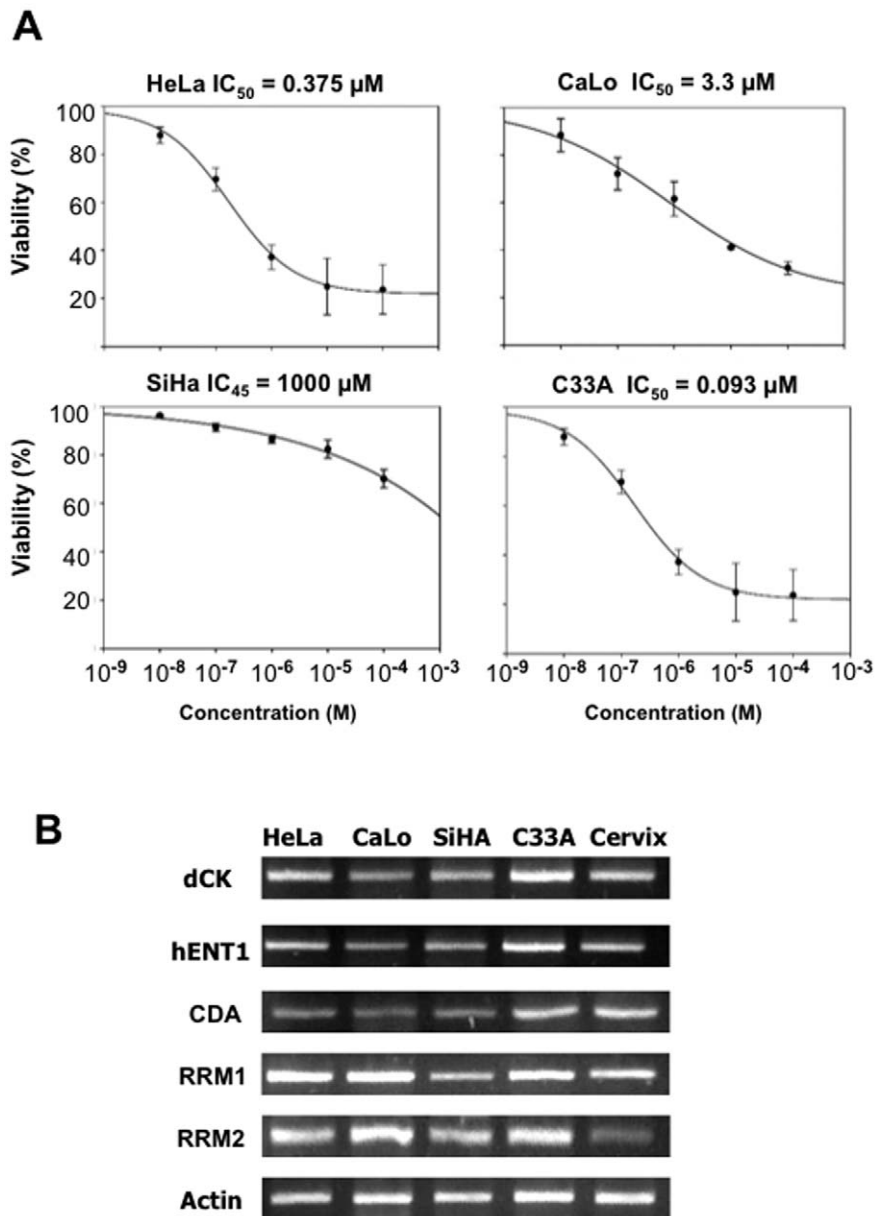 A
HeLa IC50 = 0.375 µM
CaLo IC50 = 3.3 µM
Viability (%)
100
80
60
40
20
SiHa IC45 = 1000 µM
C33A IC50 = 0.093 µM
Viability (%)
100
80
60
40
20
10-9 10-8 10-7 10-6 10-5 10-4 10-3
10-9 10-8 10-7 10-6 10-5 10-4 10-3
Concentration (M)
Concentration (M)
B
HeLa CaLo SiHA C33A Cervix
dCK
hENT1
CDA
RRM1
RRM2
Actin